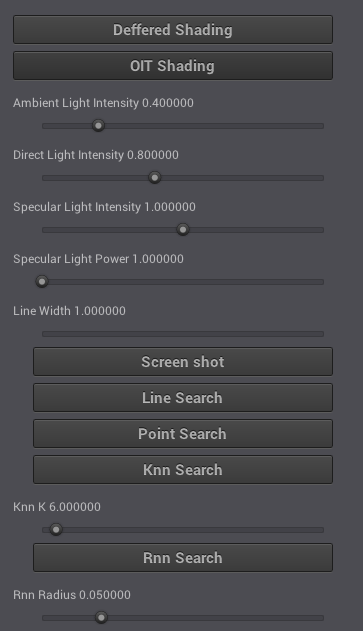 Deffered Shading
OIT Shading
Ambient Light Intensity 0.400000
Direct Light Intensity 0.800000
Specular Light Intensity 1.000000
Specular Light Power 1.000000
Line Width 1.000000
Screen shot
Line Search
Point Search
Knn Search
Knn K 6.000000
Rnn Search
Rnn Radius 0.050000